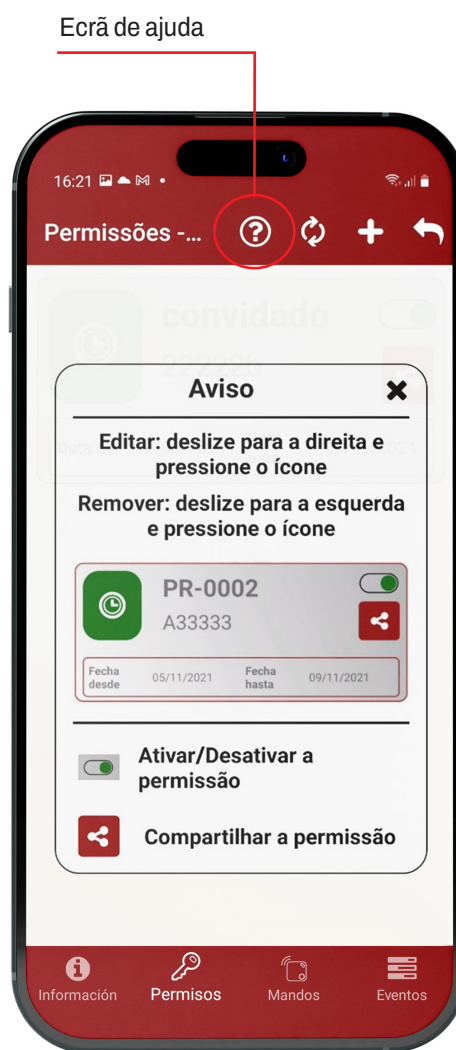 Ecrã de ajuda
16:21
Permissões -...
convidado
22222b
Aviso
Editar: deslize para a direita e
pressione o ícone
Remover: deslize para a esquerda
e pressione o ícone
PR-0002
A33333
Fecha desde 05/11/2021 Fecha hasta 09/11/2021
Ativar/Desativar a
permissão
Compartilhar a permissão
Información Permisos Mandos Eventos